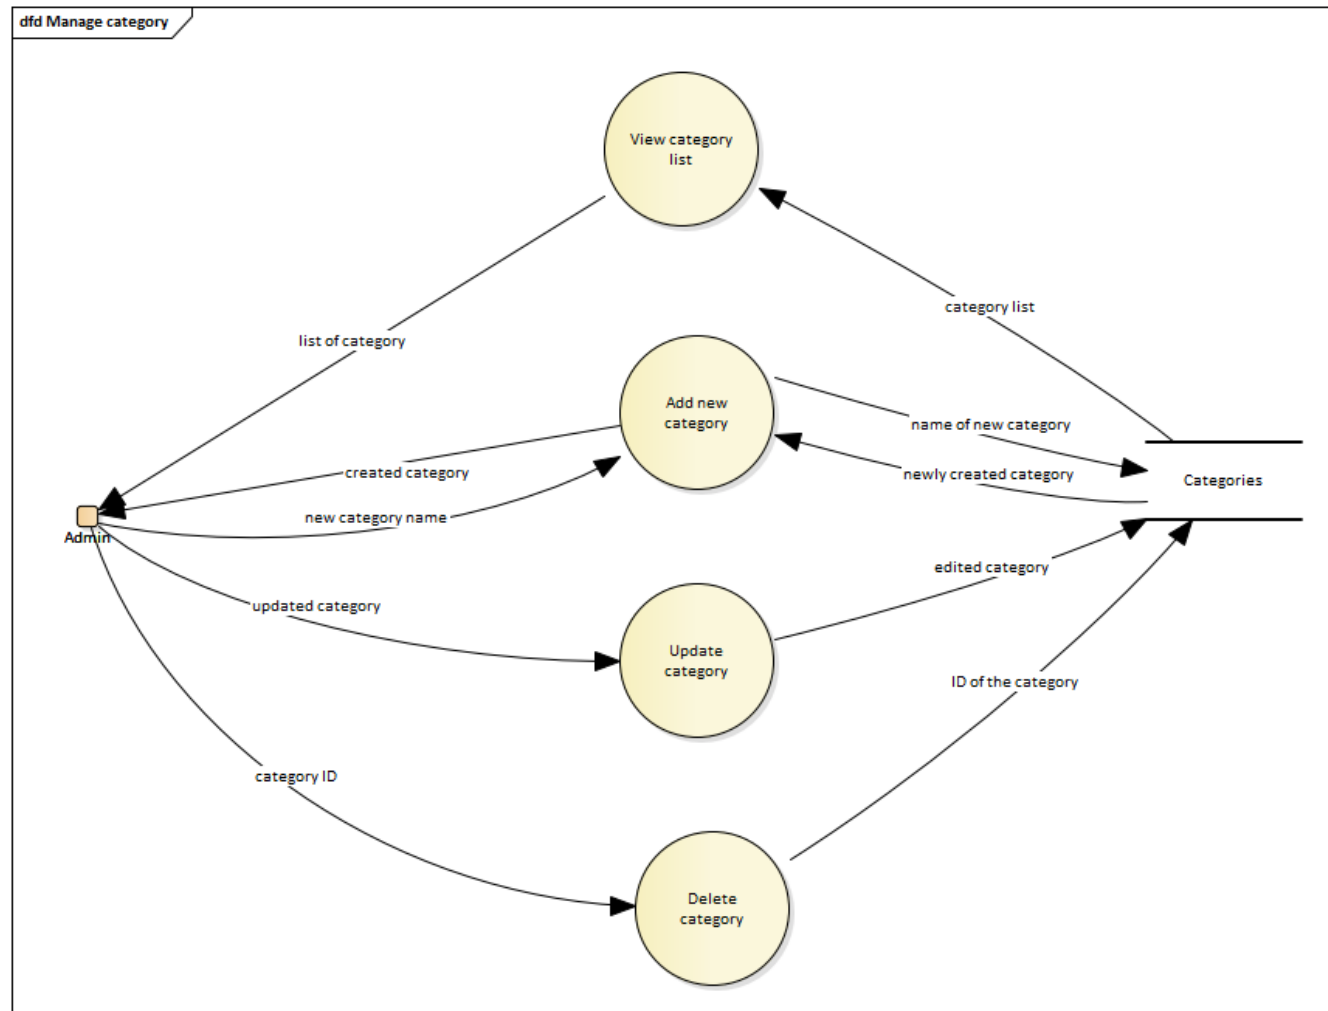 dfd Manage category
View category
list
category list
list of category
Add new
category
name of new category
created category
newly created category
Categories
new category name
Admin
edited category
updated category
Update
category
ID of the category
category ID
Delete
category